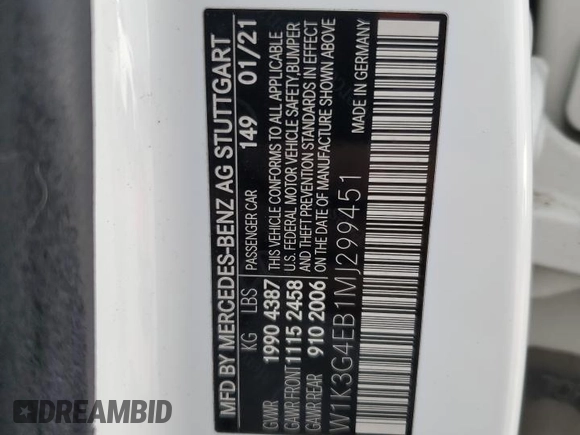 MFD BY MERCEDES-BENZ AG STUTTGART
KG LBS PASSENGER CAR 149 01/21
GVWR 1990 4387 THIS VEHICLE CONFORMS TO ALL APPLICABLE
GAWR FRONT 1115 2458 U.S. FEDERAL MOTOR VEHICLE SAFETY, BUMPER
GAWR REAR 910 2006 AND THEFT PREVENTION STANDARDS IN EFFECT
ON THE DATE OF MANUFACTURE SHOWN ABOVE
W1K3G4EB1MJ299451 MADE IN GERMANY
DREAMBID